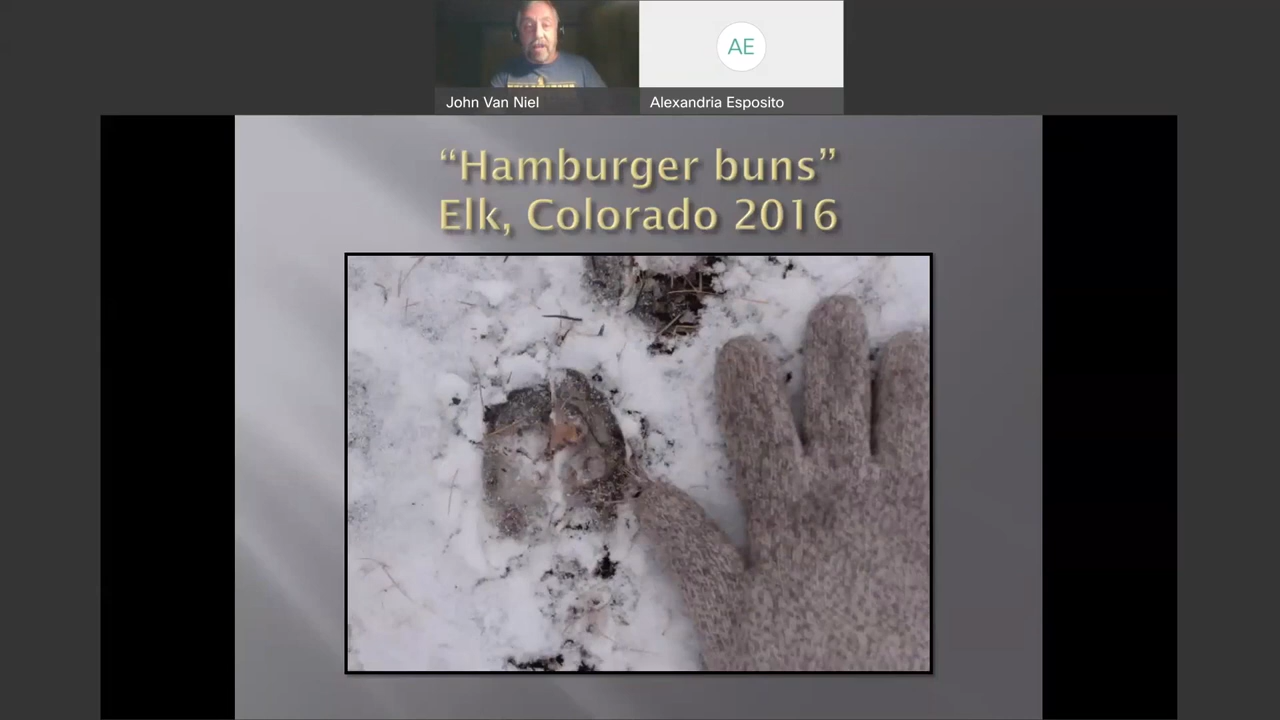 John Van Niel
AE
Alexandria Esposito
“Hamburger buns”
Elk, Colorado 2016